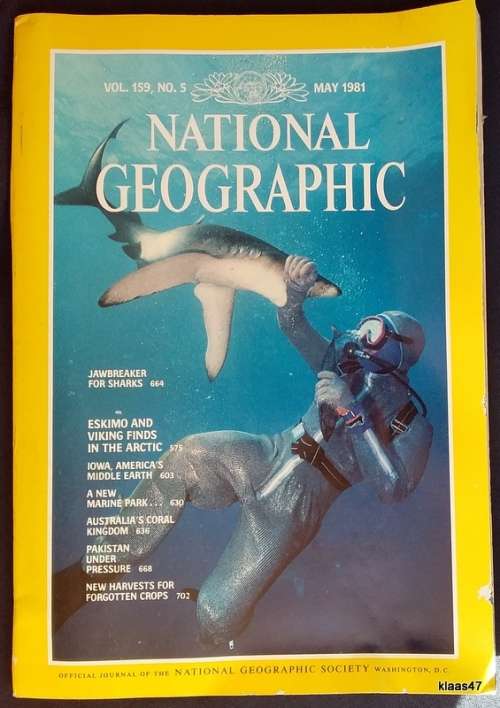 VOL. 159, NO. 5 MAY 1981
NATIONAL
GEOGRAPHIC
JAWBREAKER
FOR SHARKS 664
ESKIMO AND
VIKING FINDS
IN THE ARCTIC 575
IOWA, AMERICA'S
MIDDLE EARTH 603
A NEW
MARINE PARK . . . 630
AUSTRALIA'S CORAL
KINGDOM 636
PAKISTAN
UNDER
PRESSURE 668
NEW HARVESTS FOR
FORGOTTEN CROPS 702
OFFICIAL JOURNAL OF THE NATIONAL GEOGRAPHIC SOCIETY WASHINGTON, D.C.
klaas47